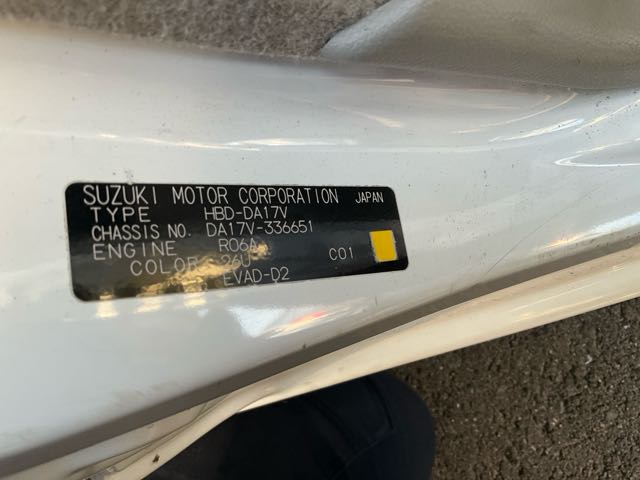 SUZUKI MOTOR CORPORATION JAPAN
TYPE HBD-DA17V
CHASSIS NO. DA17V-336651
ENGINE R06A
COLOR 26U C01
EVAD-D2